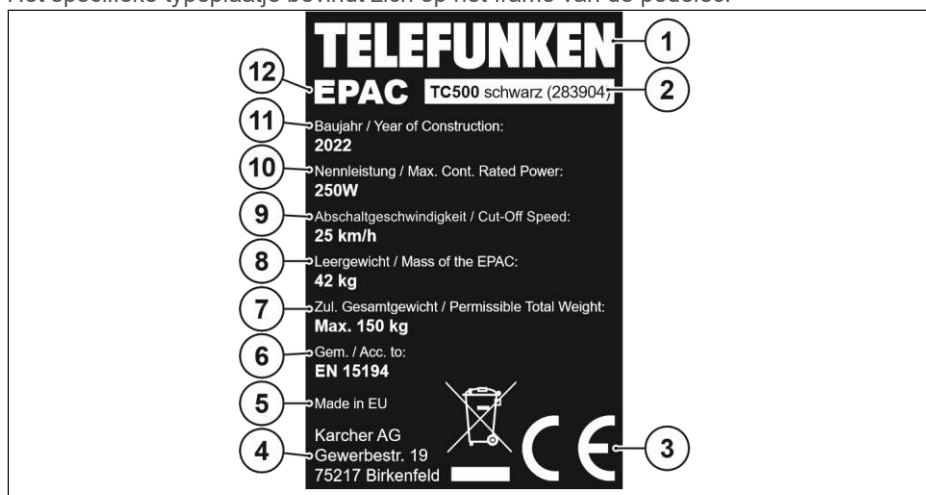 Het specifieke typeplaatje bevindt zich op het frame van de pedelec.
TELEFUNKEN
1
12
EPAC
TC500 schwarz (283904)
2
11
Baujahr / Year of Construction:
2022
10
Nennleistung / Max. Cont. Rated Power:
250W
9
Abschaltgeschwindigkeit / Cut-Off Speed:
25 km/h
8
Leergewicht / Mass of the EPAC:
42 kg
7
Zul. Gesamtgewicht / Permissible Total Weight:
Max. 150 kg
6
Gem. / Acc. to:
EN 15194
5
Made in EU
Karcher AG
4
Gewerbestr. 19
75217 Birkenfeld
CE
3